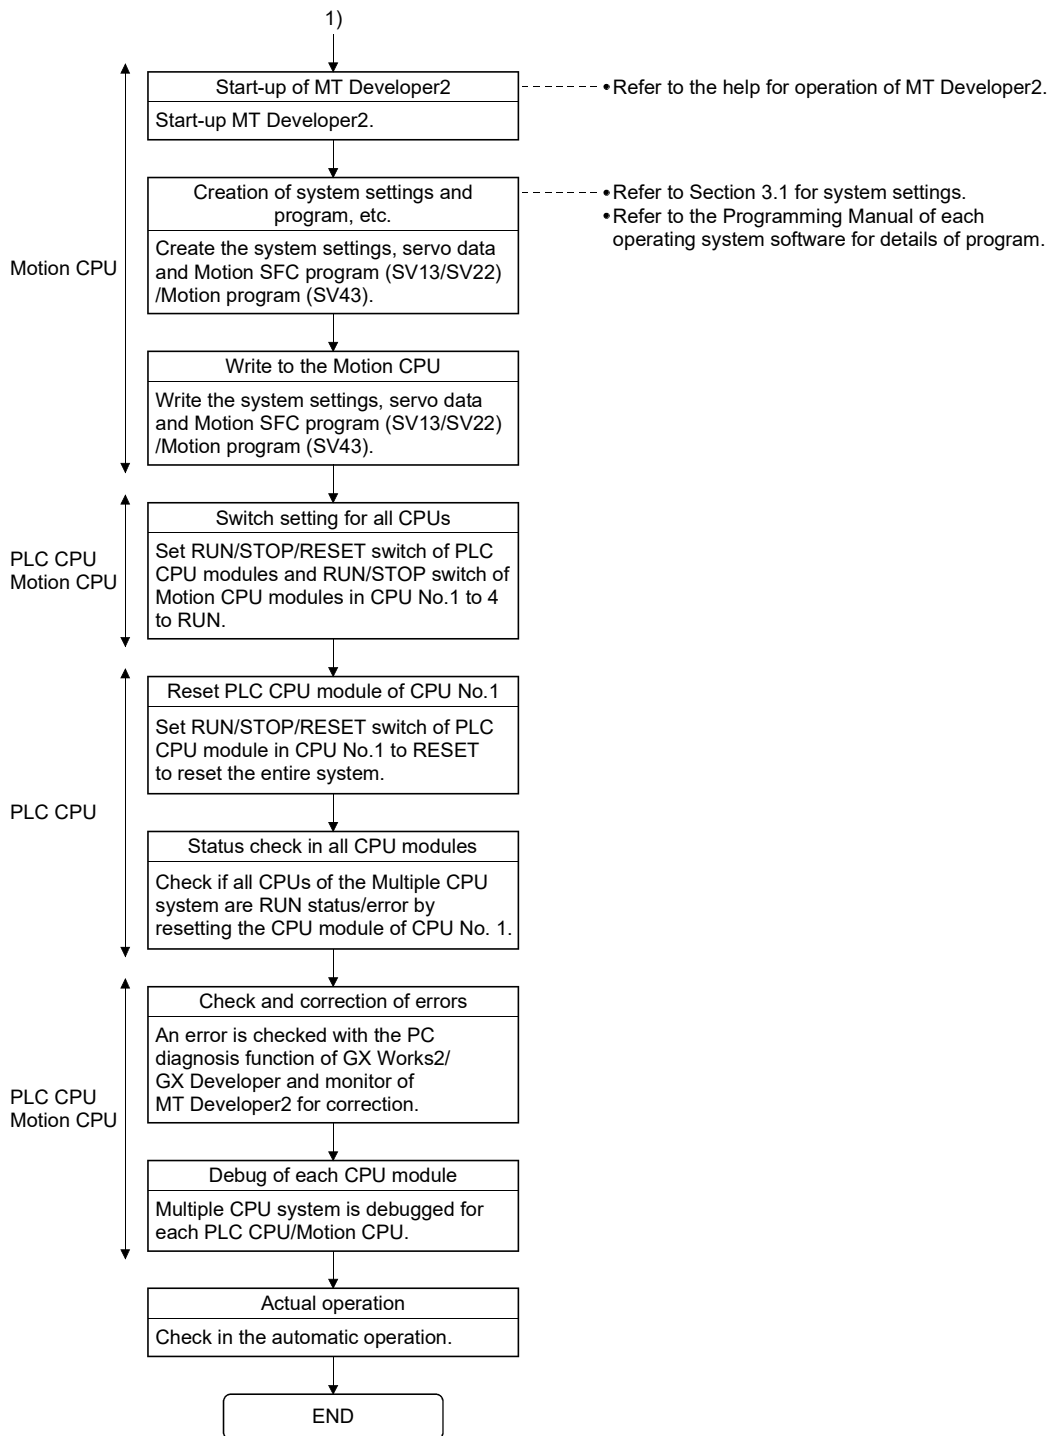 1)
Start-up of MT Developer2
Start-up MT Developer2.
•Refer to the help for operation of MT Developer2.
Creation of system settings and
program, etc.
Create the system settings, servo data
and Motion SFC program (SV13/SV22)
/Motion program (SV43).
•Refer to Section 3.1 for system settings.
•Refer to the Programming Manual of each
operating system software for details of program.
Motion CPU
Write to the Motion CPU
Write the system settings, servo data
and Motion SFC program (SV13/SV22)
/Motion program (SV43).
PLC CPU
Motion CPU
Switch setting for all CPUs
Set RUN/STOP/RESET switch of PLC
CPU modules and RUN/STOP switch of
Motion CPU modules in CPU No.1 to 4
to RUN.
Reset PLC CPU module of CPU No.1
Set RUN/STOP/RESET switch of PLC
CPU module in CPU No.1 to RESET
to reset the entire system.
PLC CPU
Status check in all CPU modules
Check if all CPUs of the Multiple CPU
system are RUN status/error by
resetting the CPU module of CPU No. 1.
Check and correction of errors
An error is checked with the PC
diagnosis function of GX Works2/
GX Developer and monitor of
MT Developer2 for correction.
PLC CPU
Motion CPU
Debug of each CPU module
Multiple CPU system is debugged for
each PLC CPU/Motion CPU.
Actual operation
Check in the automatic operation.
END